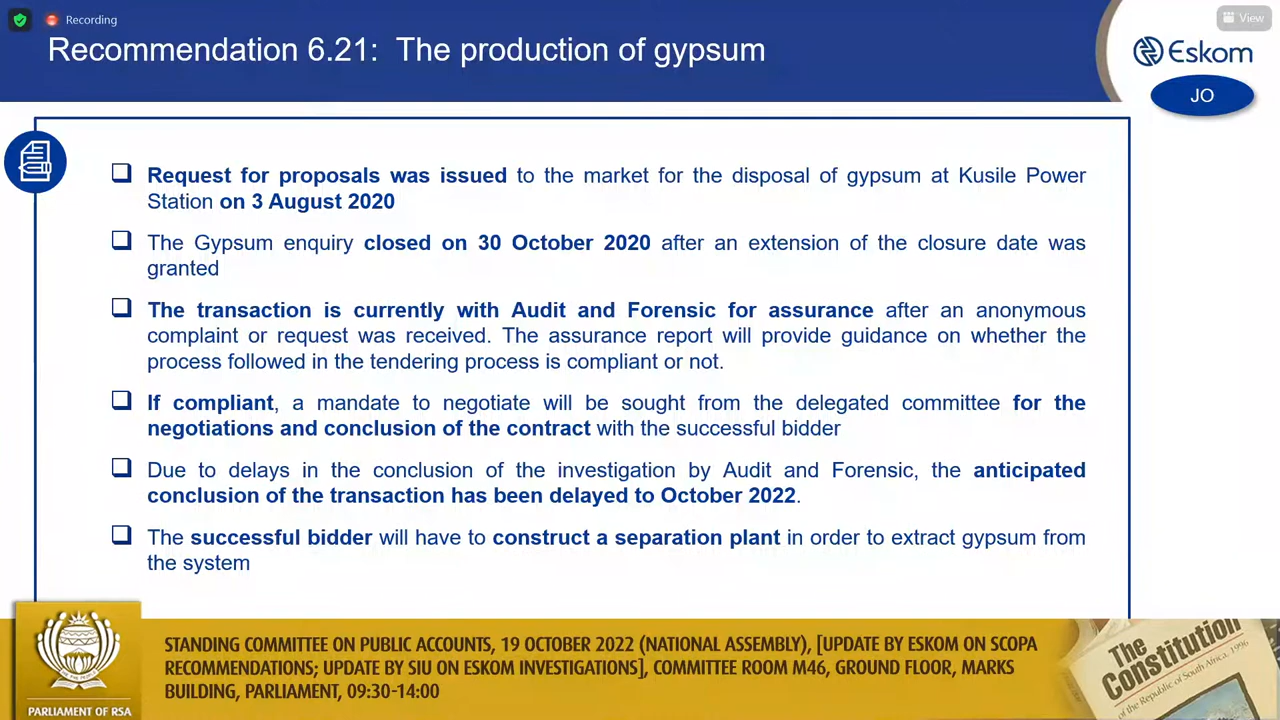 Recording
View
Recommendation 6.21: The production of gypsum
Eskom
JO
Request for proposals was issued to the market for the disposal of gypsum at Kusile Power
Station on 3 August 2020
The Gypsum enquiry closed on 30 October 2020 after an extension of the closure date was
granted
The transaction is currently with Audit and Forensic for assurance after an anonymous
complaint or request was received. The assurance report will provide guidance on whether the
process followed in the tendering process is compliant or not.
If compliant, a mandate to negotiate will be sought from the delegated committee for the
negotiations and conclusion of the contract with the successful bidder
Due to delays in the conclusion of the investigation by Audit and Forensic, the anticipated
conclusion of the transaction has been delayed to October 2022.
The successful bidder will have to construct a separation plant in order to extract gypsum from
the system
STANDING COMMITTEE ON PUBLIC ACCOUNTS, 19 OCTOBER 2022 (NATIONAL ASSEMBLY), [UPDATE BY ESKOM ON SCOPA
RECOMMENDATIONS; UPDATE BY SIU ON ESKOM INVESTIGATIONS], COMMITTEE ROOM M46, GROUND FLOOR, MARKS
BUILDING, PARLIAMENT, 09:30-14:00
PARLIAMENT OF RSA
The
Constitution
of the Republic of South Africa, 1996